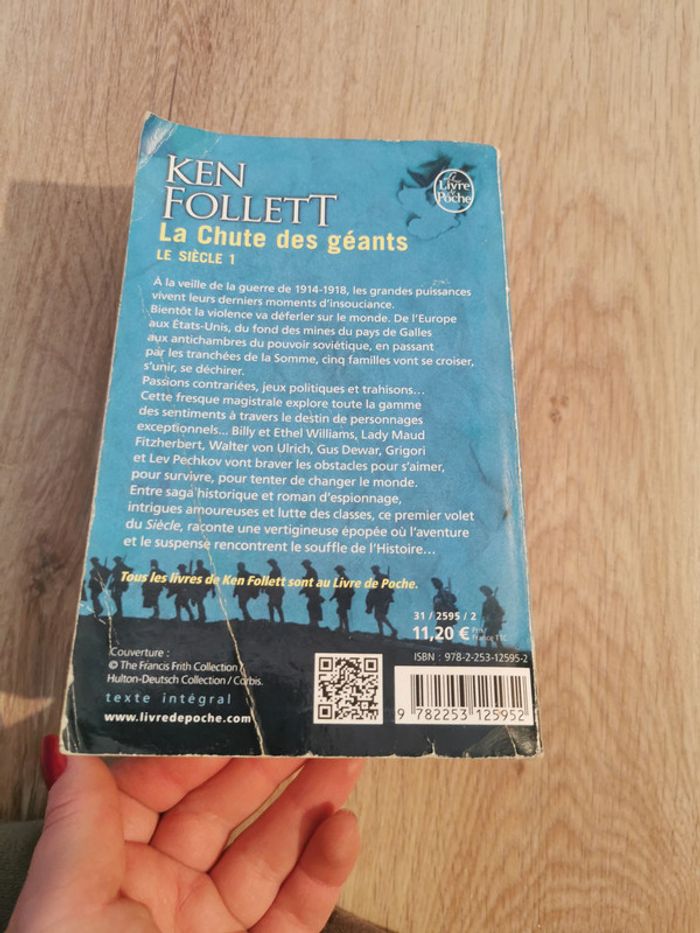 KEN
FOLLETT
Le
Livre
de
Poche
La Chute des géants
LE SIÈCLE 1
À la veille de la guerre de 1914-1918, les grandes puissances
vivent leurs derniers moments d'insouciance.
Bientôt la violence va déferler sur le monde. De l'Europe
aux États-Unis, du fond des mines du pays de Galles
aux antichambres du pouvoir soviétique, en passant
par les tranchées de la Somme, cinq familles vont se croiser,
s'unir, se déchirer.
Passions contrariées, jeux politiques et trahisons…
Cette fresque magistrale explore toute la gamme
des sentiments à travers le destin de personnages
exceptionnels… Billy et Ethel Williams, Lady Maud
Fitzherbert, Walter von Ulrich, Gus Dewar, Grigori
et Lev Pechkov vont braver les obstacles pour s'aimer,
pour survivre, pour tenter de changer le monde.
Entre saga historique et roman d'espionnage,
intrigues amoureuses et lutte des classes, ce premier volet
du Siècle, raconte une vertigineuse épopée où l'aventure
et le suspense rencontrent le souffle de l'Histoire…
Tous les livres de Ken Follett sont au Livre de Poche.
31 / 2595 / 2
11,20 € Prix France TTC
Couverture :
© The Francis Frith Collection /
Hulton-Deutsch Collection / Corbis.
texte intégral
www.livredepoche.com
ISBN : 978-2-253-12595-2
9 782253 125952